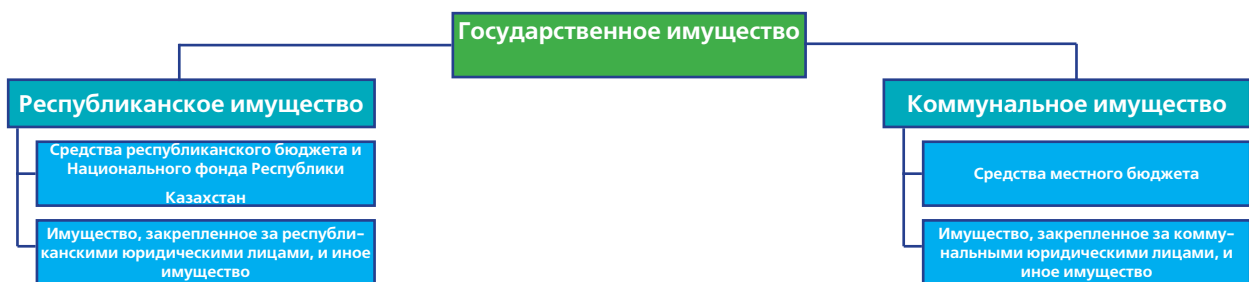 Государственное имущество
Республиканское имущество
Средства республиканского бюджета и
Национального фонда Республики
Казахстан
Имущество, закрепленное за республи-
канскими юридическими лицами, и иное
имущество
Коммунальное имущество
Средства местного бюджета
Имущество, закрепленное за комму-
нальными юридическими лицами, и
иное имущество